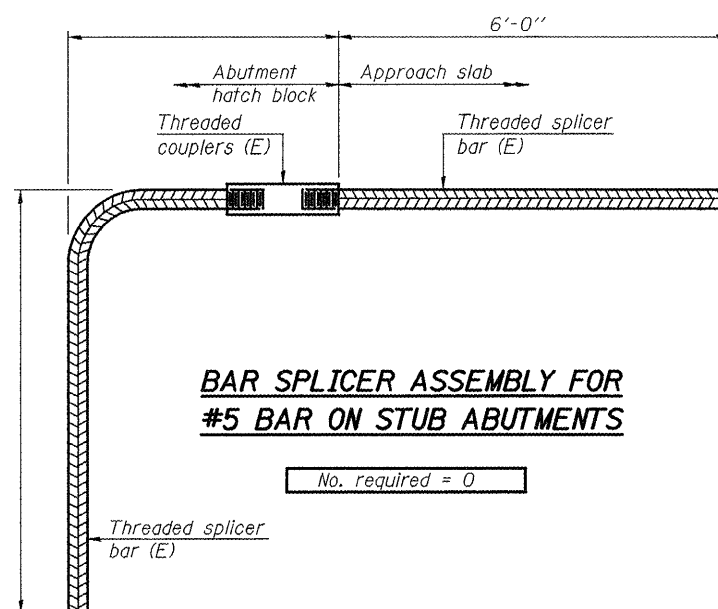 6'-0"
Abutment
hatch block
Approach slab
Threaded
couplers (E)
Threaded splicer
bar (E)
BAR SPLICER ASSEMBLY FOR
#5 BAR ON STUB ABUTMENTS
No. required = 0
Threaded splicer
bar (E)